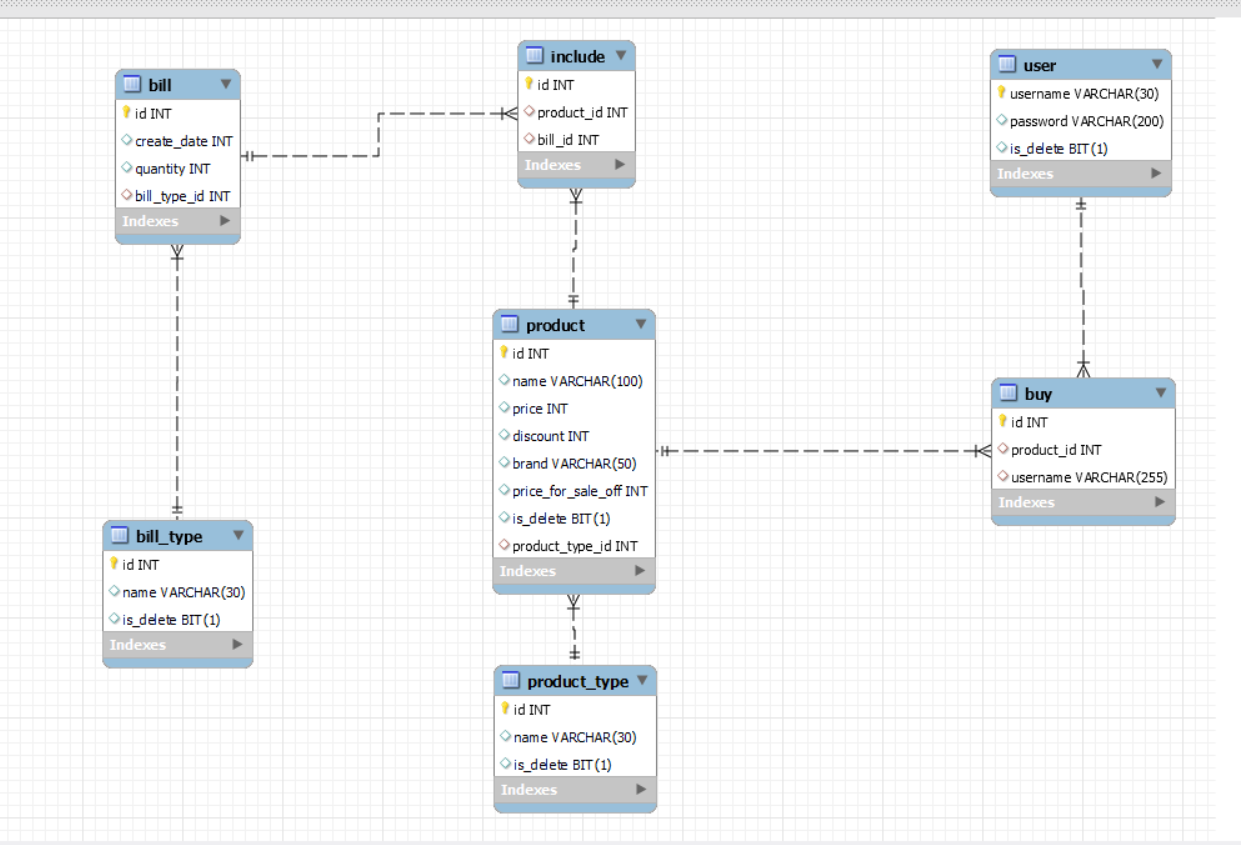 bill
id INT
create_date INT
quantity INT
bill_type_id INT
Indexes
include
id INT
product_id INT
bill_id INT
Indexes
user
username VARCHAR(30)
password VARCHAR(200)
is_delete BIT(1)
Indexes
product
id INT
name VARCHAR(100)
price INT
discount INT
brand VARCHAR(50)
price_for_sale_off INT
is_delete BIT(1)
product_type_id INT
Indexes
buy
id INT
product_id INT
username VARCHAR(255)
Indexes
bill_type
id INT
name VARCHAR(30)
is_delete BIT(1)
Indexes
product_type
id INT
name VARCHAR(30)
is_delete BIT(1)
Indexes